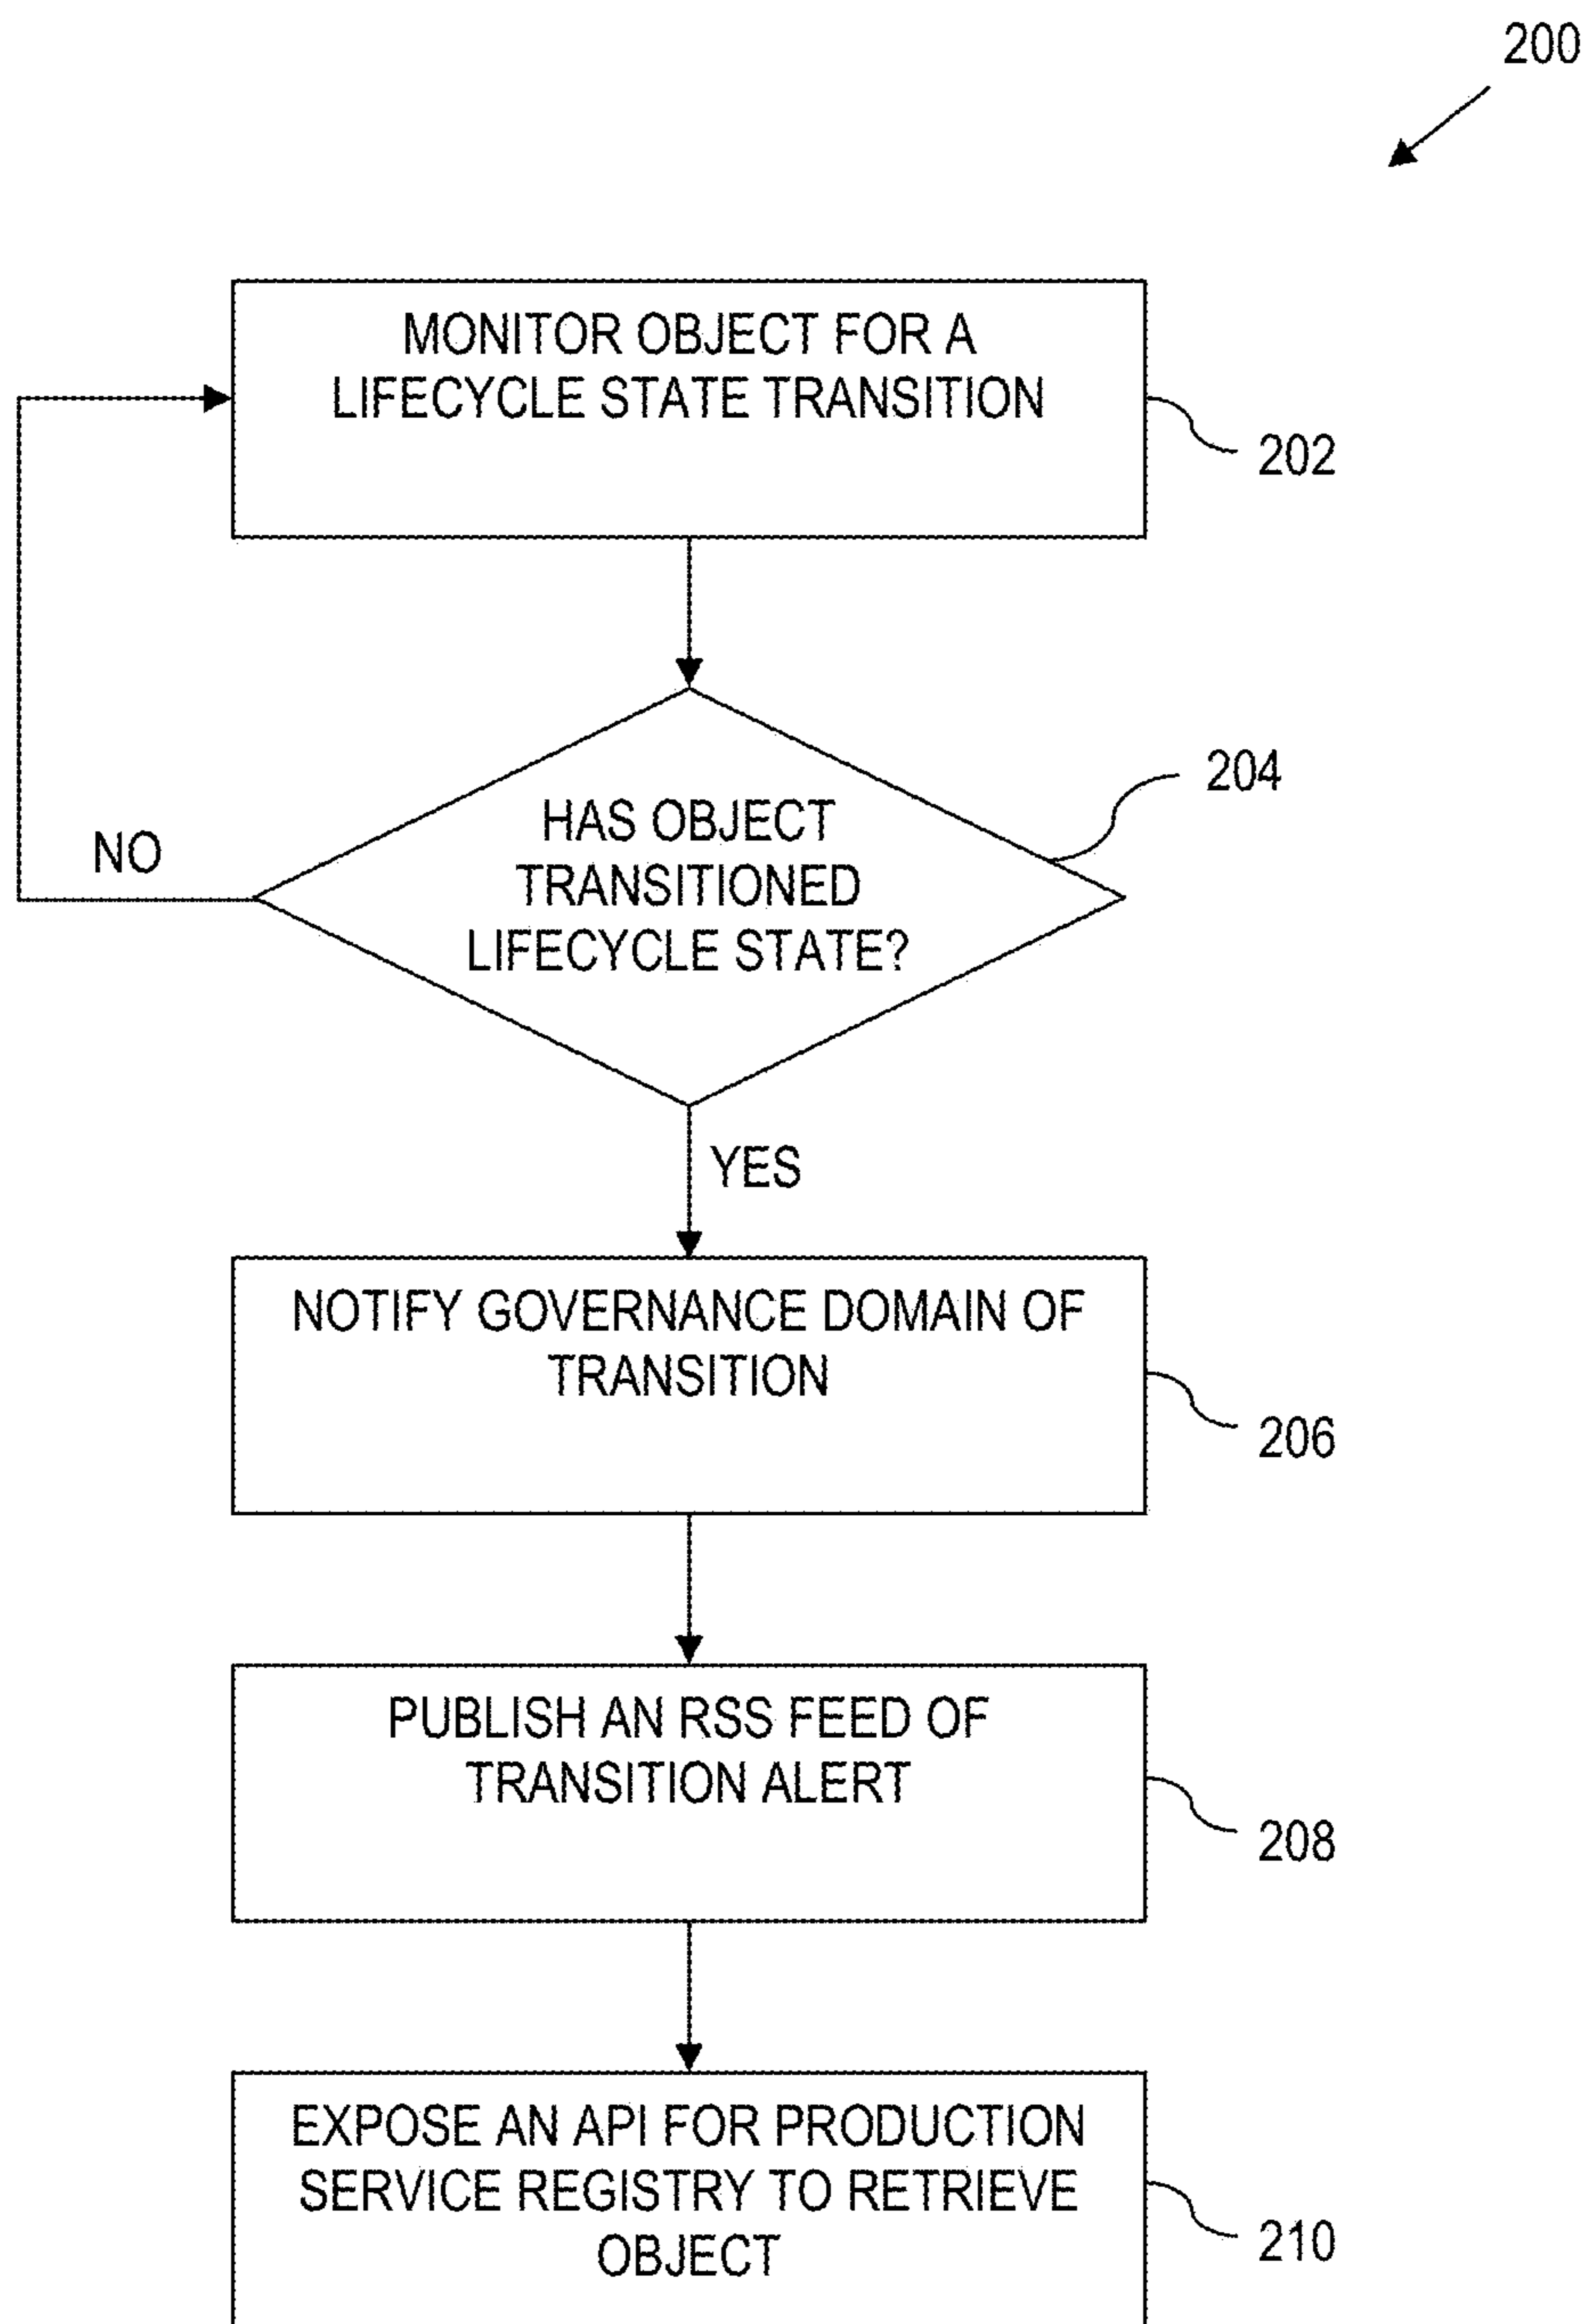 200
MONITOR OBJECT FOR A
LIFECYCLE STATE TRANSITION
202
HAS OBJECT
TRANSITIONED
LIFECYCLE STATE?
204
NO
YES
NOTIFY GOVERNANCE DOMAIN OF
TRANSITION
206
PUBLISH AN RSS FEED OF
TRANSITION ALERT
208
EXPOSE AN API FOR PRODUCTION
SERVICE REGISTRY TO RETRIEVE
OBJECT
210